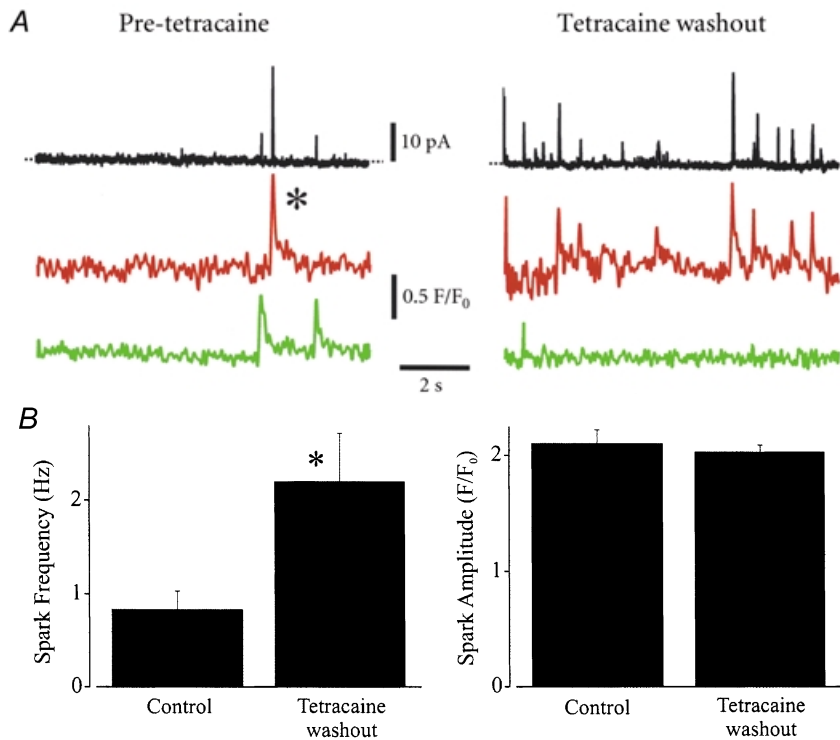 A
Pre-tetracaine
Tetracaine washout
10 pA
*
0.5 F/F₀
2 s
B
Spark Frequency (Hz)
2
1
0
*
Control
Tetracaine
washout
Spark Amplitude (F/F₀)
2
1
0
Control
Tetracaine
washout